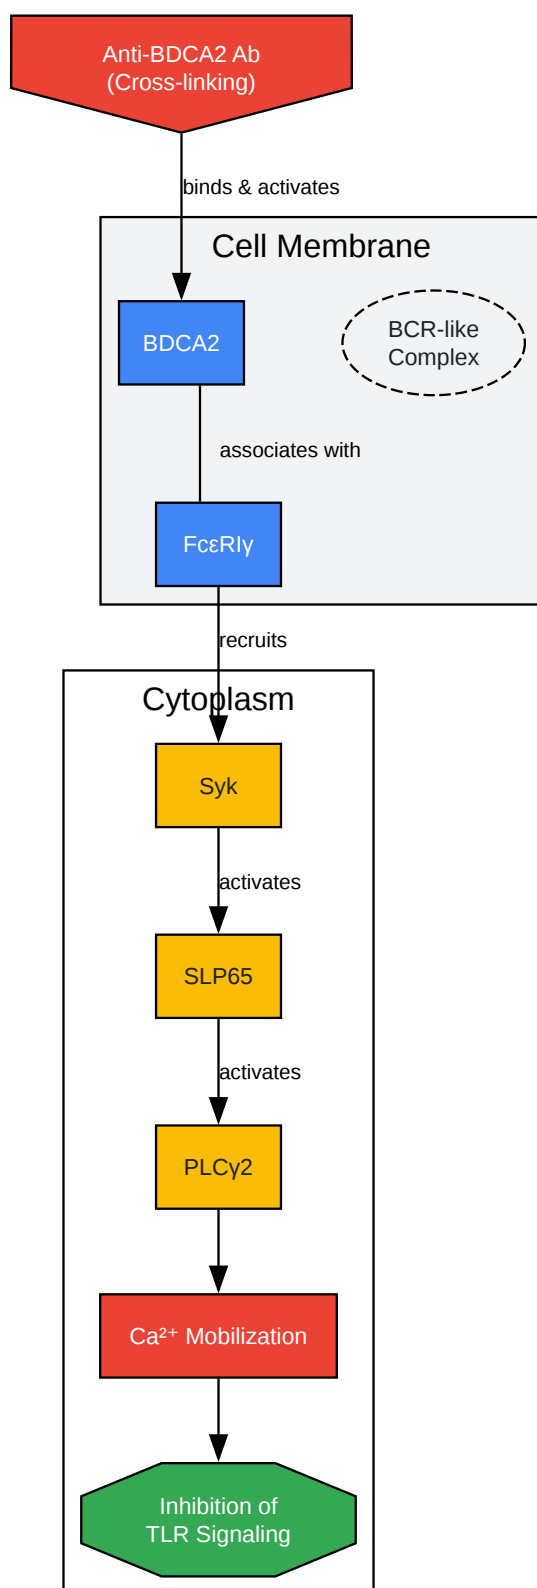 Anti-BDCA2 Ab
(Cross-linking)
binds & activates
Cell Membrane
BDCA2
BCR-like
Complex
associates with
FcεRIγ
recruits
Cytoplasm
Syk
activates
SLP65
activates
PLCγ2
Ca²⁺ Mobilization
Inhibition of
TLR Signaling